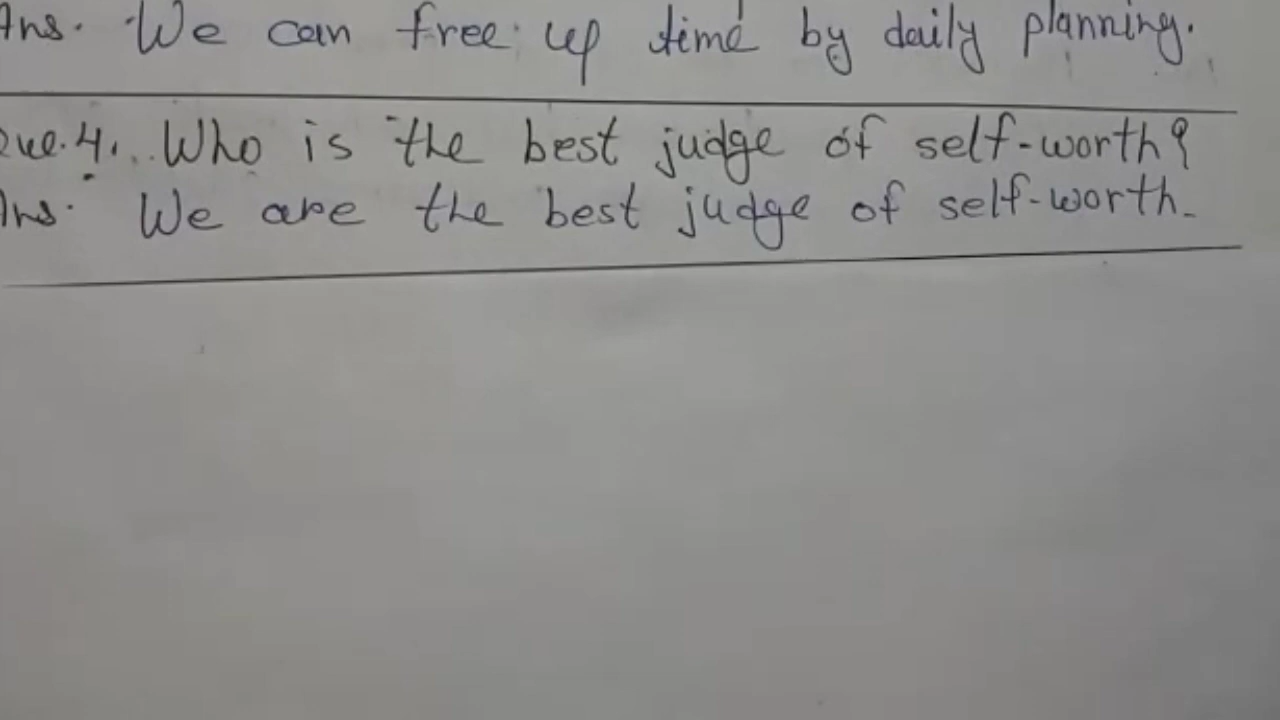 Ans. We can free up time by daily planning.
Que.4. Who is the best judge of self-worth?
Ans. We are the best judge of self-worth.